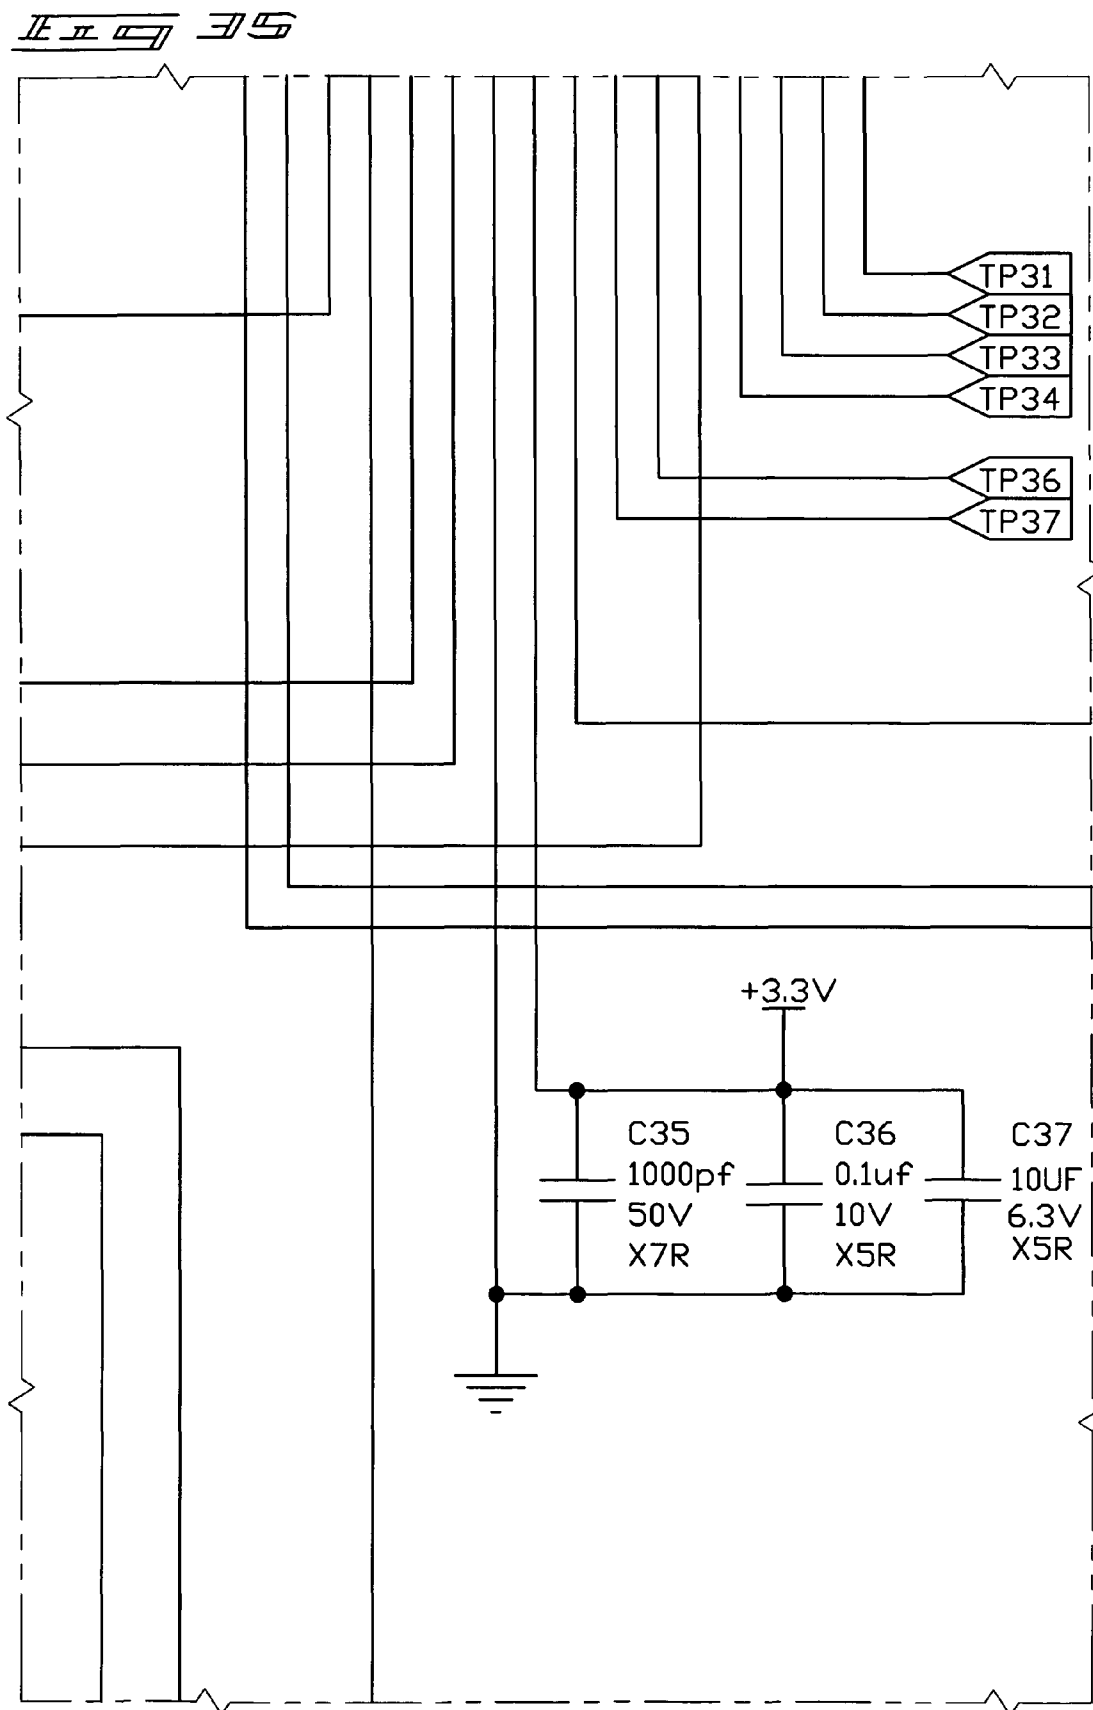 Fig 35
TP31
TP32
TP33
TP34
TP36
TP37
+3.3V
C35
1000pf
50V
X7R
C36
0.1uf
10V
X5R
C37
10UF
6.3V
X5R